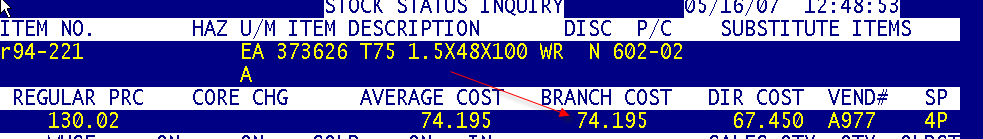 STOCK STATUS INQUIRY 05/16/07 12:48:53
ITEM NO. HAZ U/M ITEM DESCRIPTION DISC P/C SUBSTITUTE ITEMS
r94-221 EA 373626 T75 1.5X48X100 WR N 602-02
A
REGULAR PRC CORE CHG AVERAGE COST BRANCH COST DIR COST VEND# SP
130.02 74.195 74.195 67.450 A977 4P